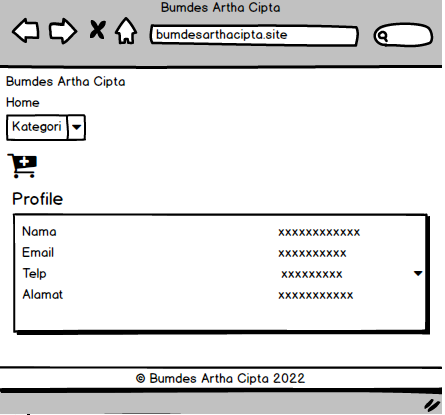 Bumdes Artha Cipta
bumdesarthacipta.site
Bumdes Artha Cipta
Home
Kategori
Profile
Nama xxxxxxxxxxxx
Email xxxxxxxxxx
Telp xxxxxxxxx
Alamat xxxxxxxxxxx
© Bumdes Artha Cipta 2022